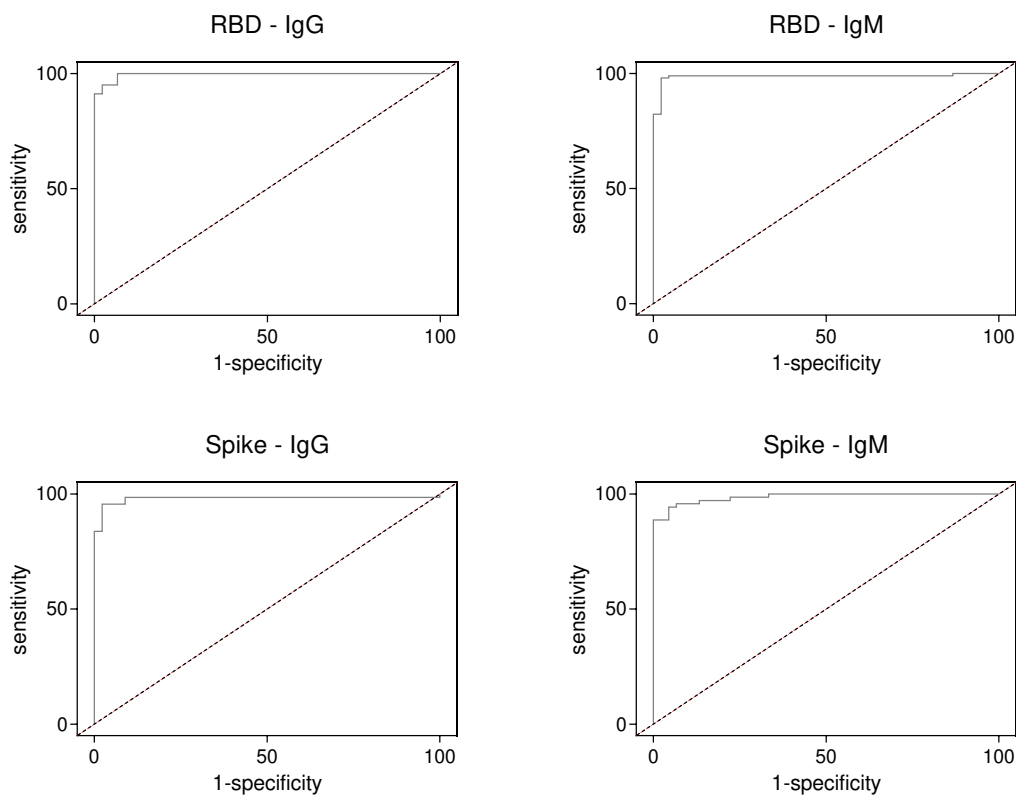 RBD - IgG
100
50
0
sensitivity
0 50 100
1-specificity
RBD - IgM
100
50
0
sensitivity
0 50 100
1-specificity
Spike - IgG
100
50
0
sensitivity
0 50 100
1-specificity
Spike - IgM
100
50
0
sensitivity
0 50 100
1-specificity